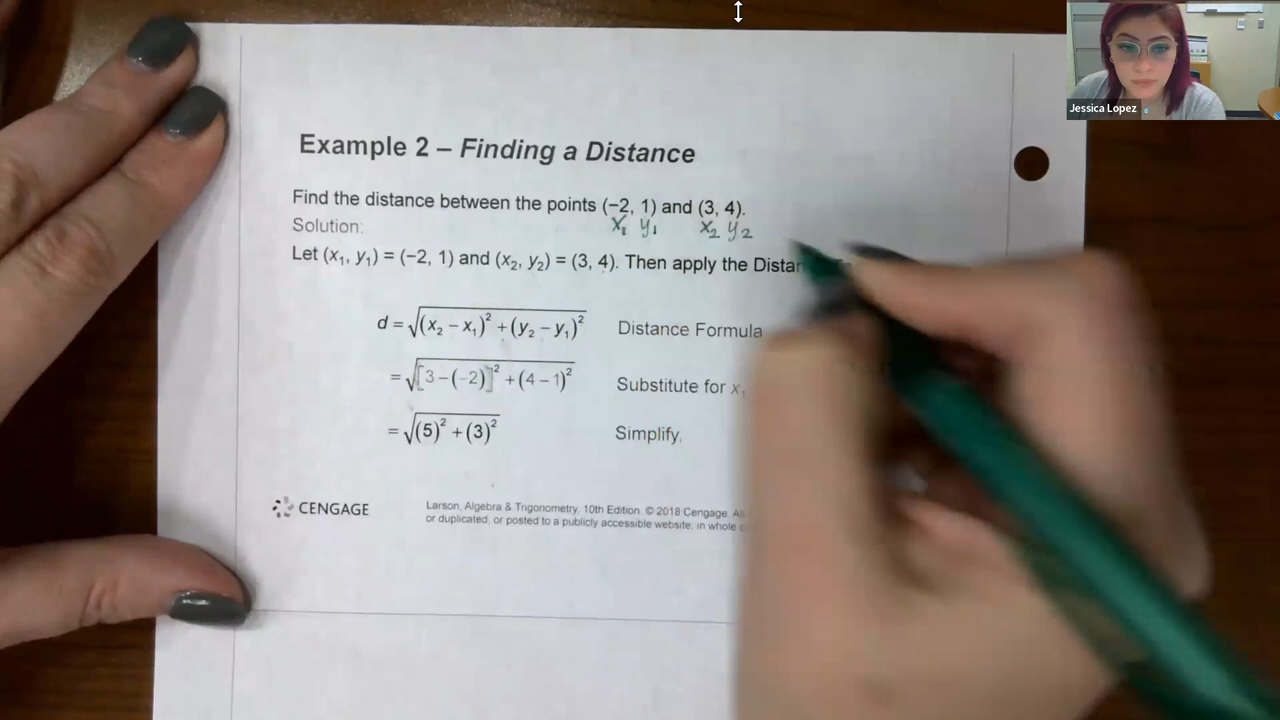 Jessica Lopez
Example 2 – Finding a Distance
Find the distance between the points (−2, 1) and (3, 4).
x₁ y₁ x₂ y₂
Solution:
Let (x₁, y₁) = (−2, 1) and (x₂, y₂) = (3, 4). Then apply the
d = √(x₂ − x₁)² + (y₂ − y₁)² Distance Formula
= √[3 − (−2)]² + (4 − 1)² Substitute for x₁
= √(5)² + (3)² Simplify.
CENGAGE
Larson, Algebra & Trigonometry, 10th Edition. © 2018 Cengage.
or duplicated, or posted to a publicly accessible website, in whole